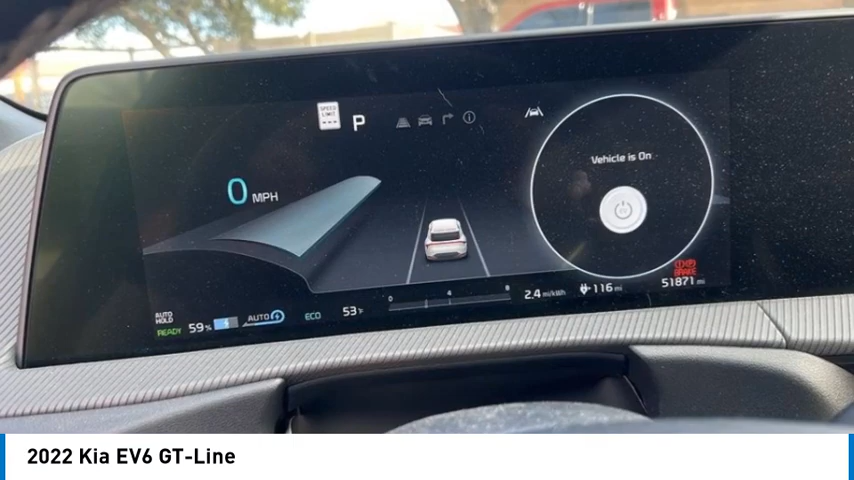 SPEED
LIMIT
---
P
0 MPH
Vehicle is On
EV
AUTO
HOLD
READY
59%
AUTO
ECO
53°F
0 4 8
2.4 mi/kWh
116 mi
BRAKE
51871 mi
2022 Kia EV6 GT-Line